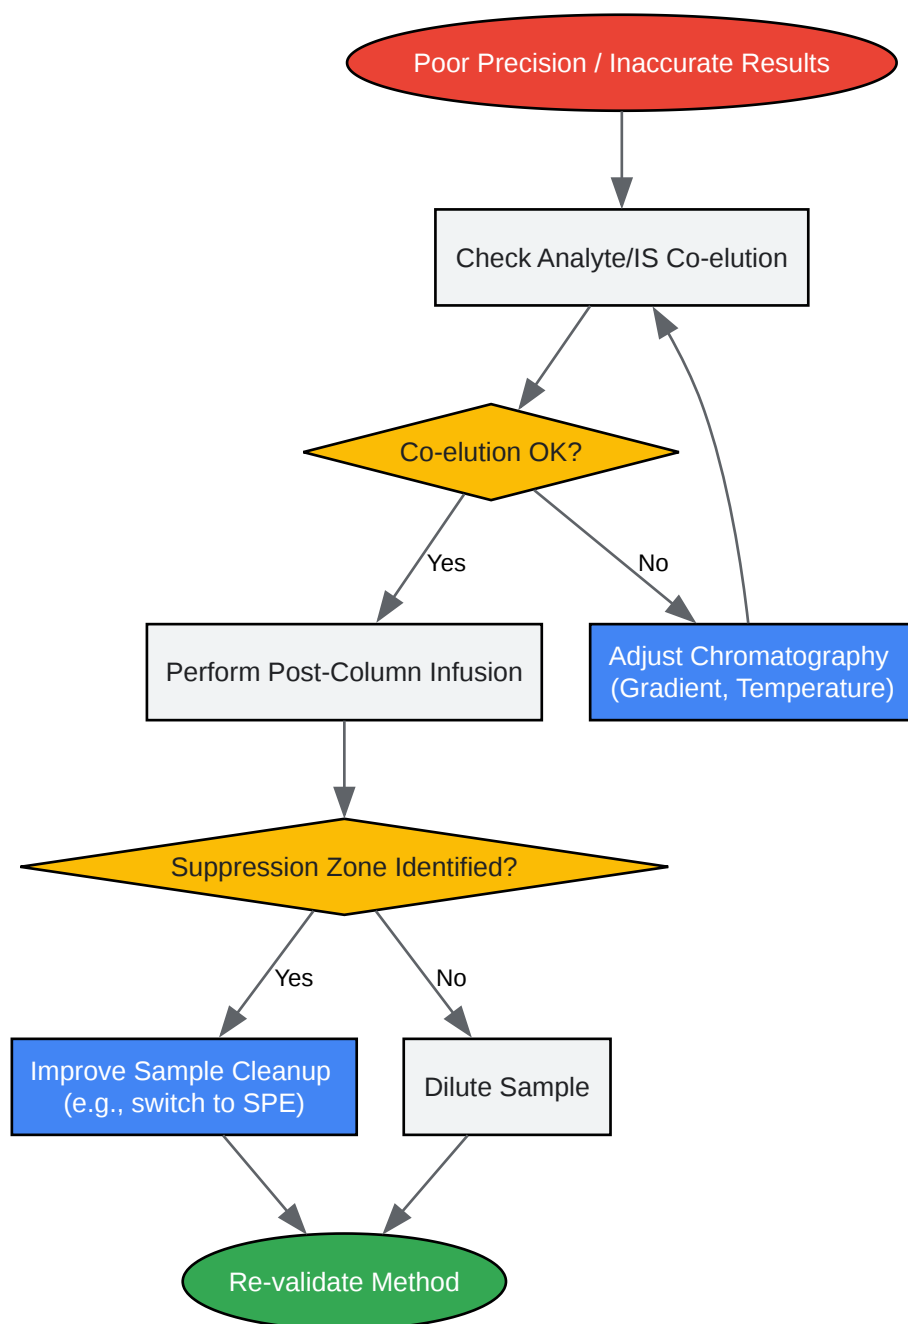 Poor Precision / Inaccurate Results
Check Analyte/IS Co-elution
Co-elution OK?
Yes
No
Perform Post-Column Infusion
Adjust Chromatography
(Gradient, Temperature)
Suppression Zone Identified?
Yes
No
Improve Sample Cleanup
(e.g., switch to SPE)
Dilute Sample
Re-validate Method